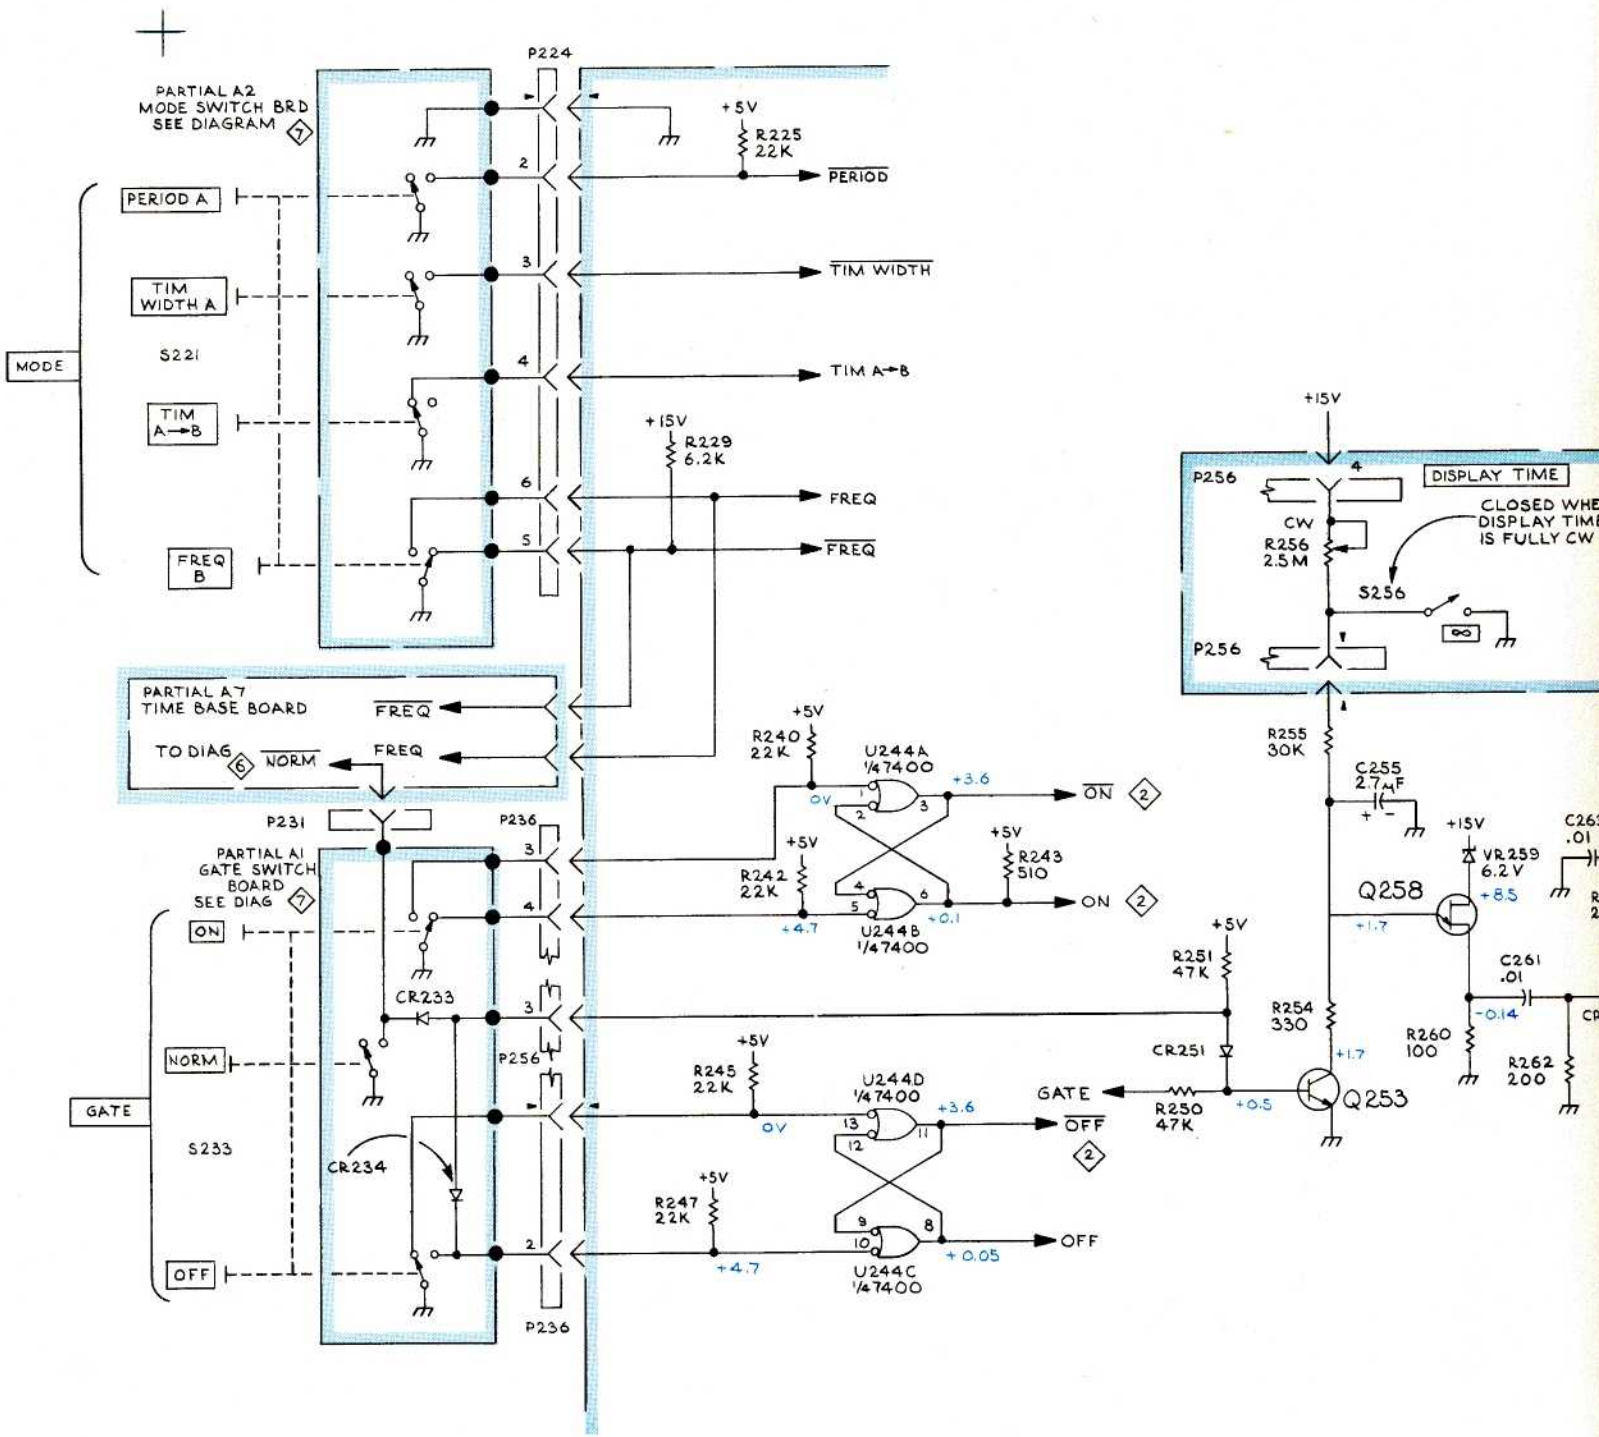 P224
PARTIAL A2
MODE SWITCH BRD
SEE DIAGRAM 7
+5V
R225
22K
2
PERIOD
PERIOD A
3
TIM WIDTH
TIM
WIDTH A
S221
MODE
4
TIM A→B
TIM
A→B
+15V
R229
6.2K
6
FREQ
5
FREQ
FREQ
B
+15V
4
P256
DISPLAY TIME
CW
R256
2.5M
CLOSED WHE
DISPLAY TIME
IS FULLY CW
S256
∞
P256
PARTIAL A7
TIME BASE BOARD
FREQ
TO DIAG 6
NORM
FREQ
P231
P236
+5V
R240
22K
U244A
1/47400
+3.6
1
0V
2
3
ON 2
R255
30K
C255
2.7µF
+ -
PARTIAL A1
GATE SWITCH
BOARD
SEE DIAG 7
3
+5V
R242
22K
+5V
R243
510
4
5
6
ON 2
+4.7
+0.1
U244B
1/47400
4
ON
+15V
VR259
6.2V
C263
.01
Q258
+8.5
+1.7
R
2
+5V
R251
47K
C261
.01
-0.14
R254
330
R260
100
R262
200
CR
CR233
3
P256
NORM
GATE
S233
CR234
+5V
R245
22K
U244D
1/47400
+3.6
0V
13
12
11
OFF
2
CR251
GATE
R250
47K
+0.5
+1.7
Q253
+5V
R247
22K
9
10
8
OFF
+4.7
+0.05
U244C
1/47400
2
OFF
P236